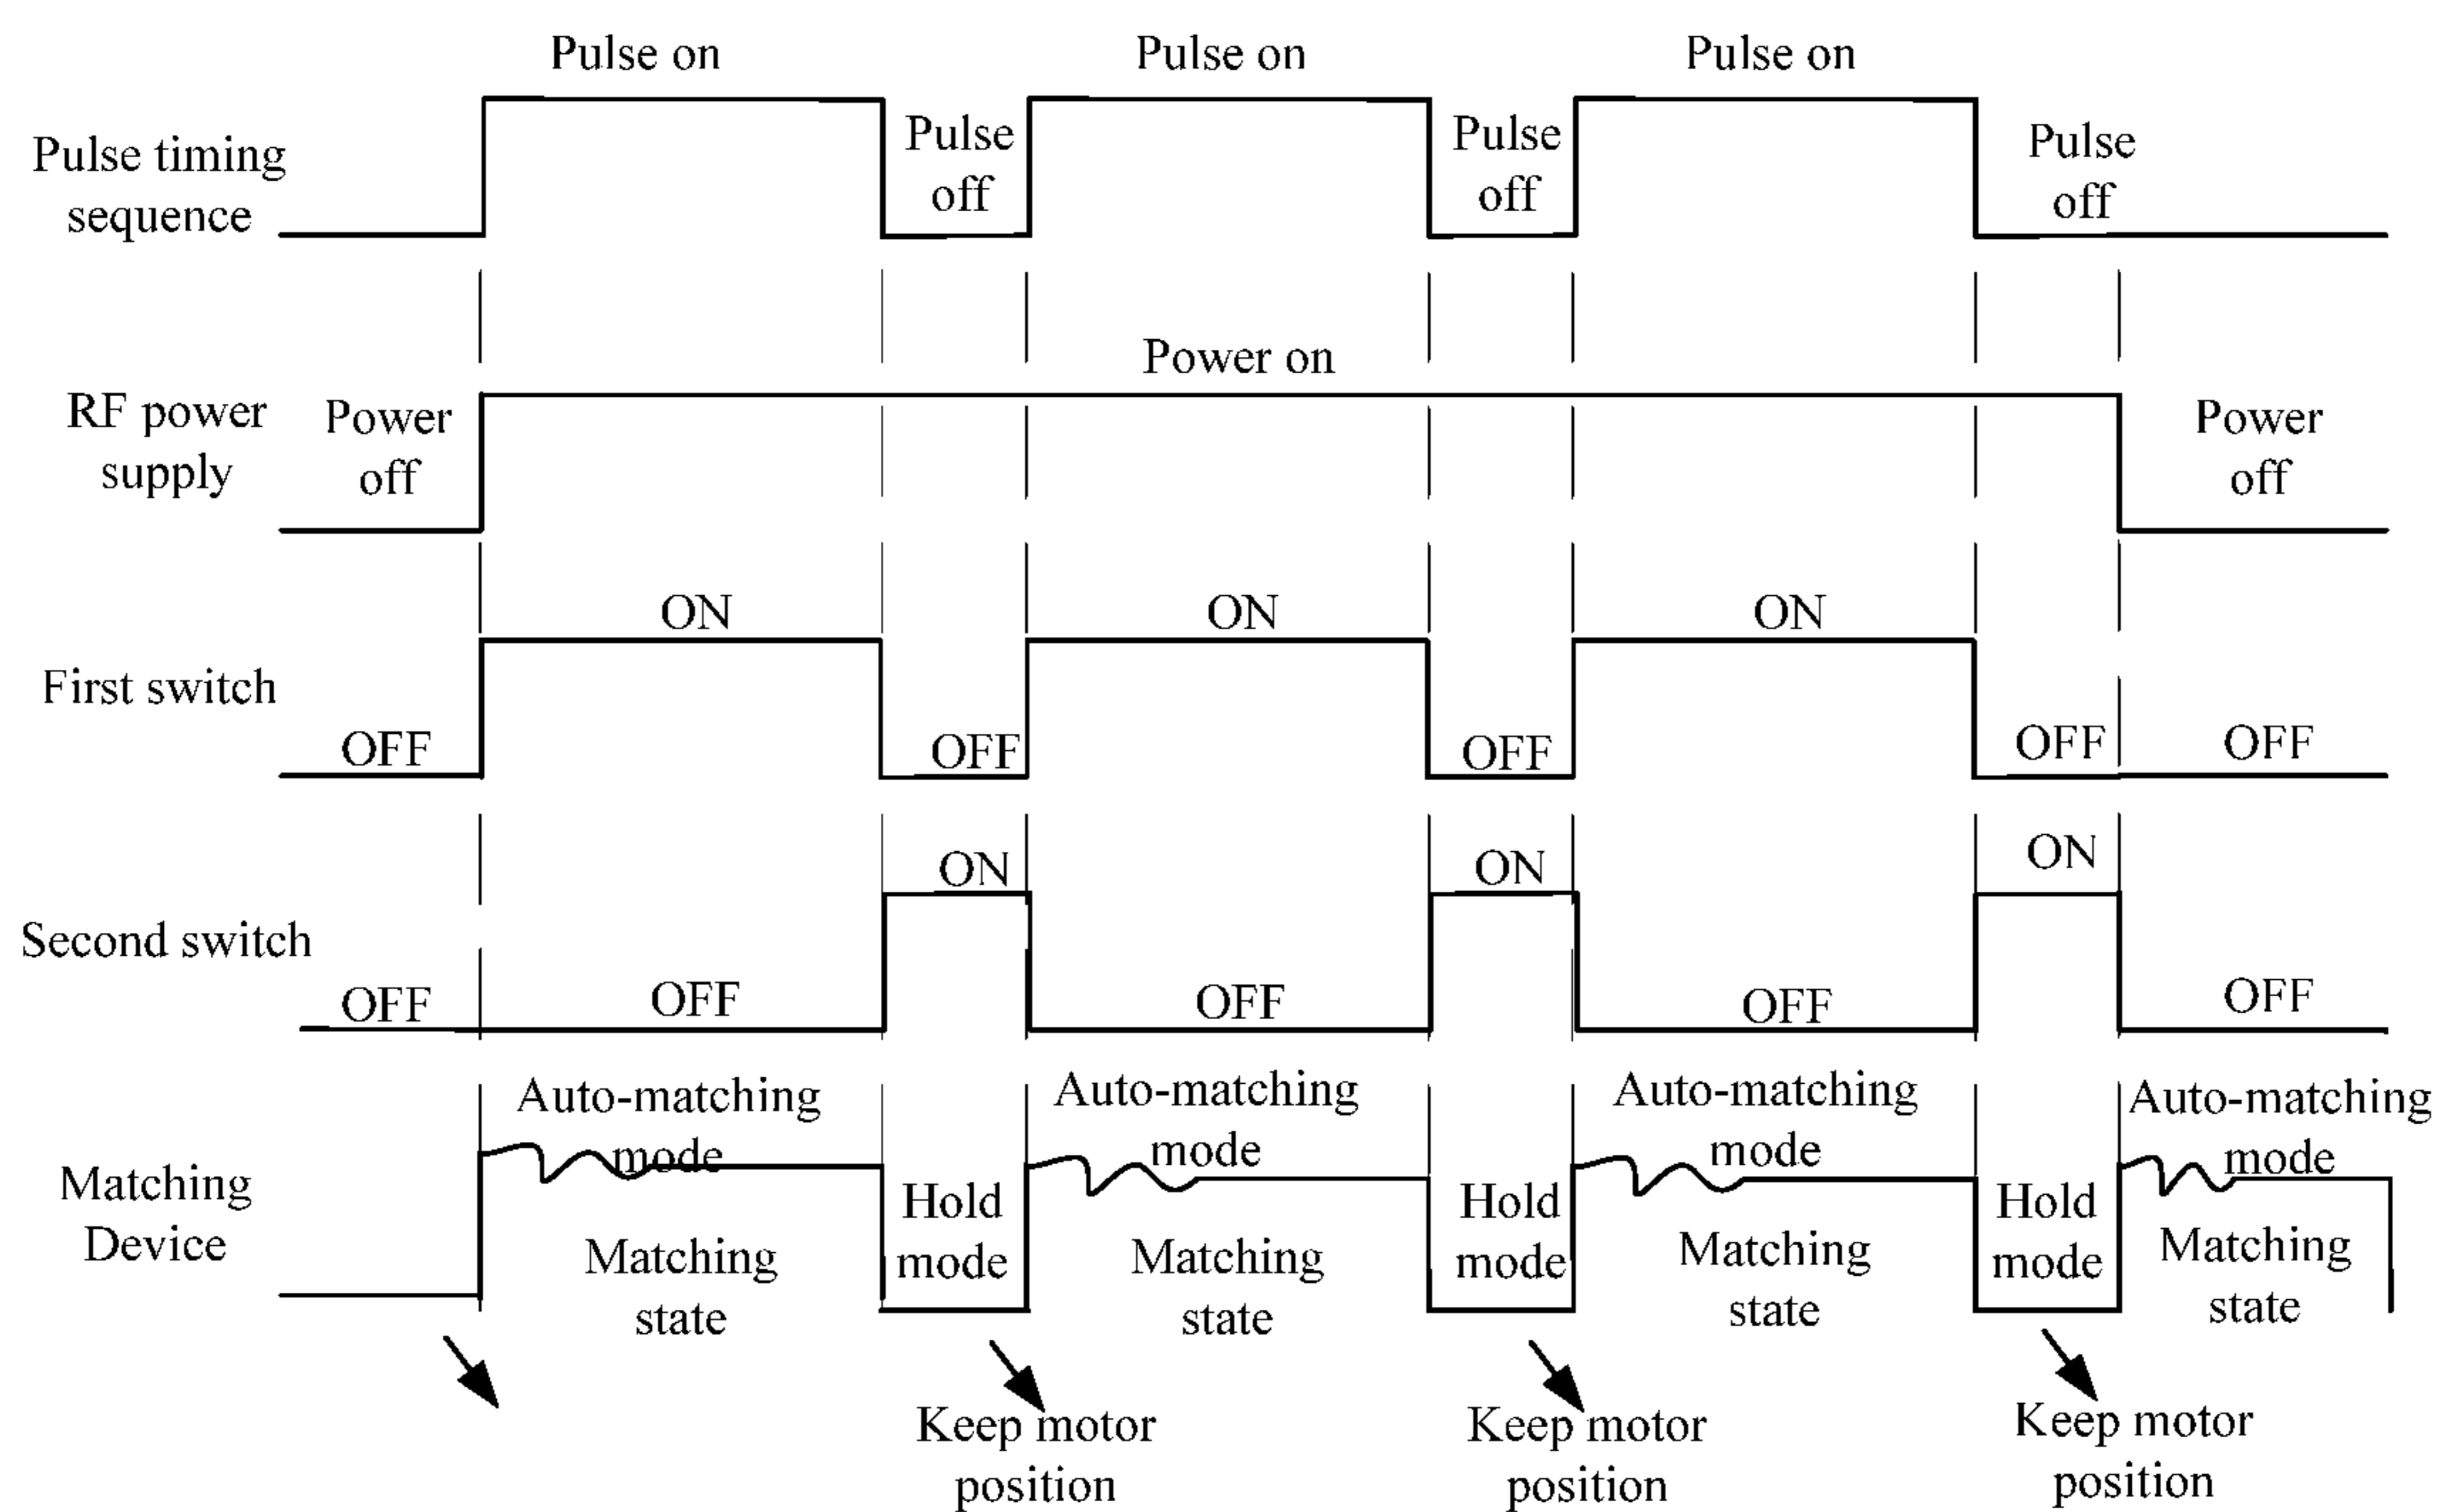 Pulse on
Pulse on
Pulse on
Pulse timing
sequence
Pulse
off
Pulse
off
Pulse
off
Power on
RF power
supply
Power
off
Power
off
ON
ON
ON
First switch
OFF
OFF
OFF
OFF
OFF
ON
ON
ON
Second switch
OFF
OFF
OFF
OFF
OFF
Auto-matching
mode
Auto-matching
mode
Auto-matching
mode
Auto-matching
mode
Matching
Device
Matching
state
Hold
mode
Matching
state
Hold
mode
Matching
state
Hold
mode
Matching
state
Keep motor
position
Keep motor
position
Keep motor
position